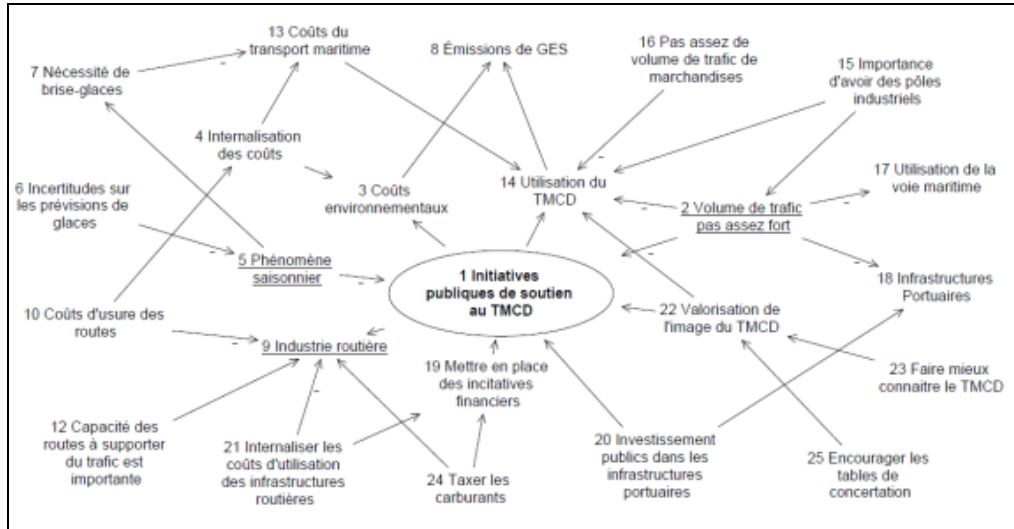 13 Coûts du
transport maritime
8 Émissions de GES
16 Pas assez de
volume de trafic de
marchandises
15 Importance
d'avoir des pôles
industriels
7 Nécessité de
brise-glaces
4 Internalisation
des coûts
17 Utilisation de la
voie maritime
6 Incertitudes sur
les prévisions de
glaces
3 Coûts
environnementaux
14 Utilisation du
TMCD
2 Volume de trafic
pas assez fort
5 Phénomène
saisonnier
1 Initiatives
publiques de soutien
au TMCD
18 Infrastructures
Portuaires
10 Coûts d'usure des
routes
9 Industrie routière
22 Valorisation de
l'image du TMCD
19 Mettre en place
des incitatives
financiers
23 Faire mieux
connaitre le TMCD
12 Capacité des
routes à supporter
du trafic est
importante
21 Internaliser les
coûts d'utilisation
des infrastructures
routières
24 Taxer les
carburants
20 Investissement
publics dans les
infrastructures
portuaires
25 Encourager les
tables de
concertation